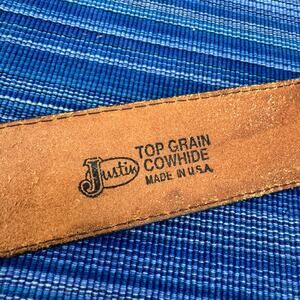 Justin
TOP GRAIN
COWHIDE
MADE IN U.S.A.